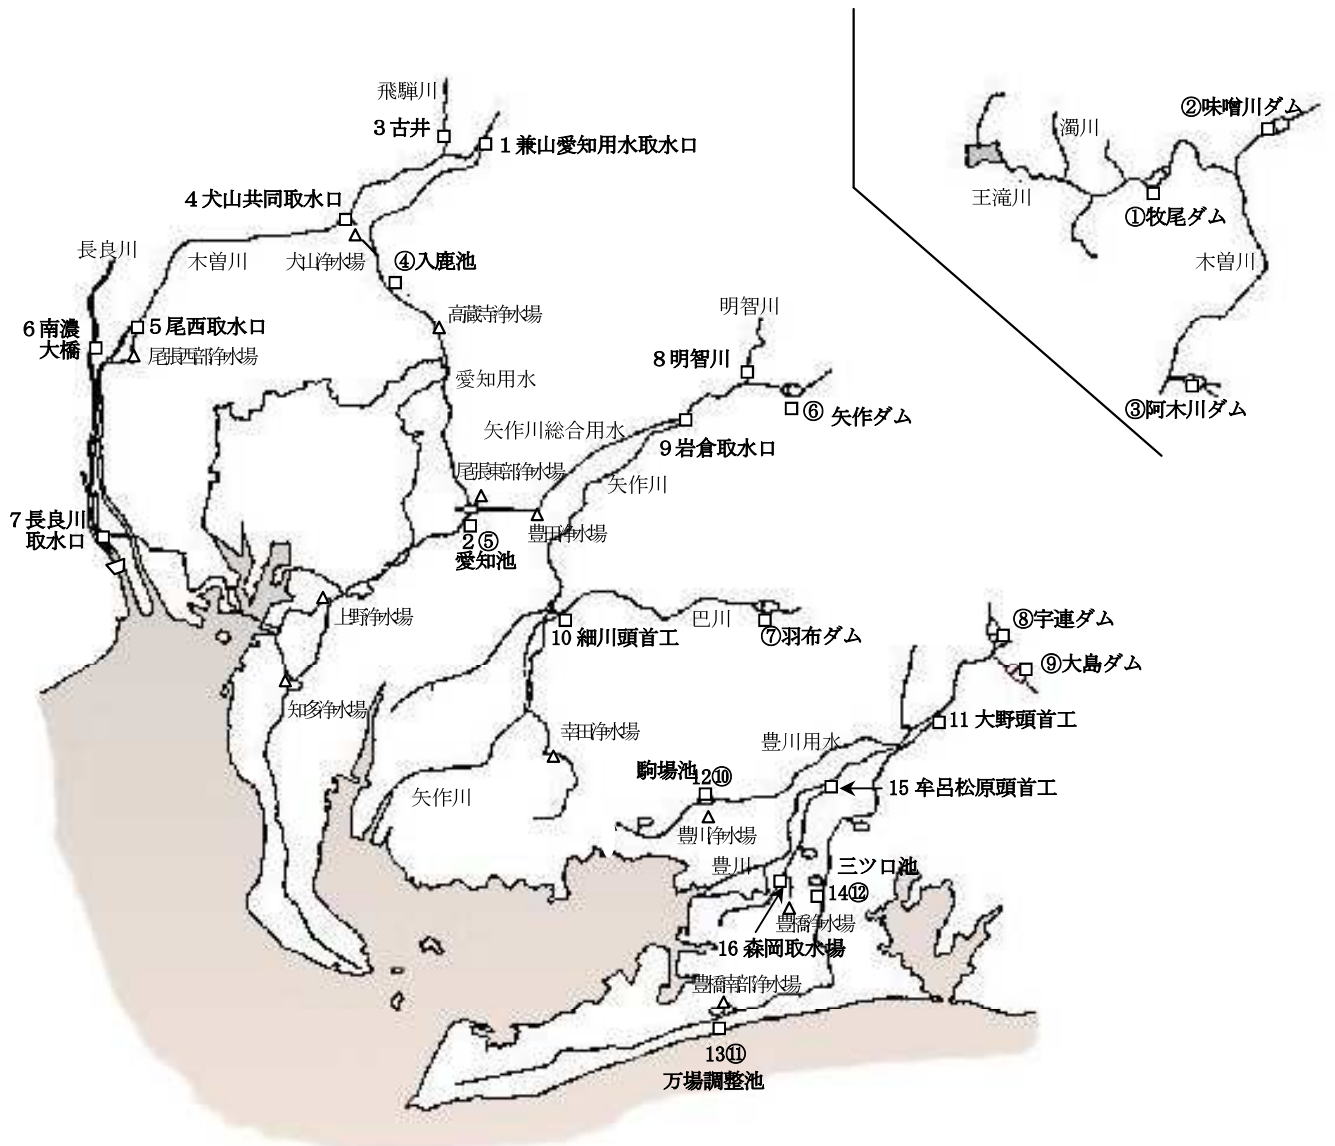 飛騨川
3古井
1兼山愛知用水取水口
4犬山共同取水口
長良川
木曽川
犬山浄水場
④入鹿池
6南濃
大橋
5尾西取水口
尾張西部浄水場
高蔵寺浄水場
愛知用水
明智川
8明智川
⑥ 矢作ダム
矢作川総合用水
9岩倉取水口
尾張東部浄水場
矢作川
7長良川
取水口
2⑤
愛知池
豊田浄水場
上野浄水場
10 細川頭首工
巴川
⑦羽布ダム
⑧宇連ダム
⑨大島ダム
知多浄水場
幸田浄水場
矢作川
11 大野頭首工
豊川用水
駒場池
12⑩
15 牟呂松原頭首工
豊川浄水場
豊川
三ツ口池
14⑫
豊橋浄水場
16 森岡取水場
豊橋南部浄水場
13⑪
万場調整池
②味噌川ダム
濁川
王滝川
①牧尾ダム
木曽川
③阿木川ダム